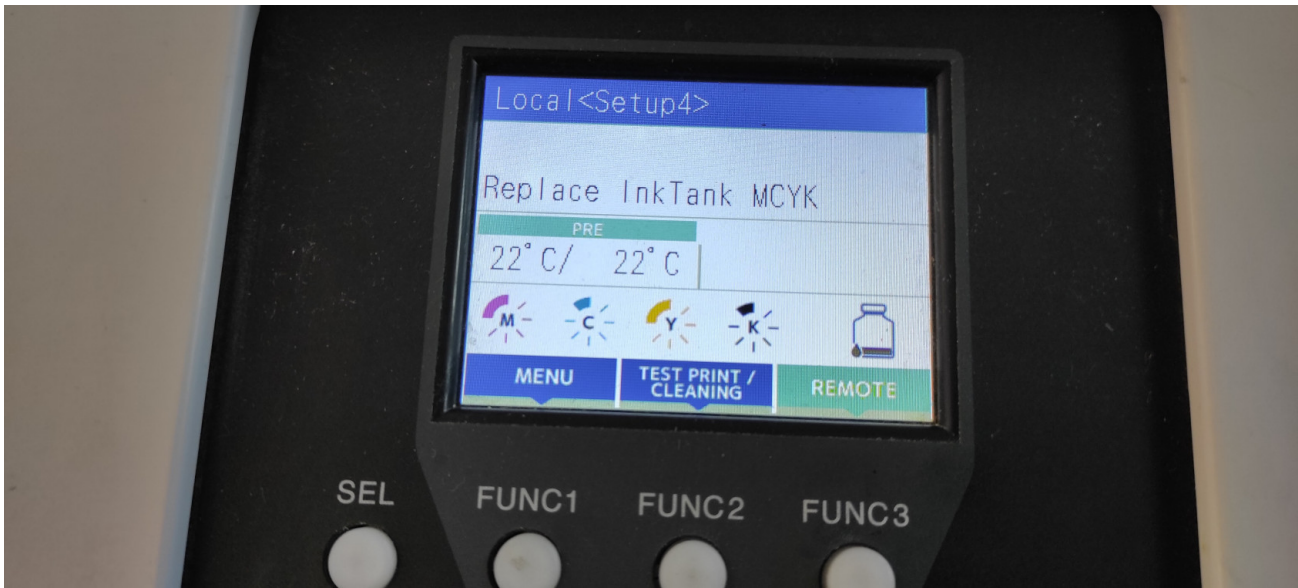 Local<Setup4>
Replace InkTank MCYK
PRE
22°C/ 22°C
M C Y K
MENU
TEST PRINT /
CLEANING
REMOTE
SEL FUNC1 FUNC2 FUNC3